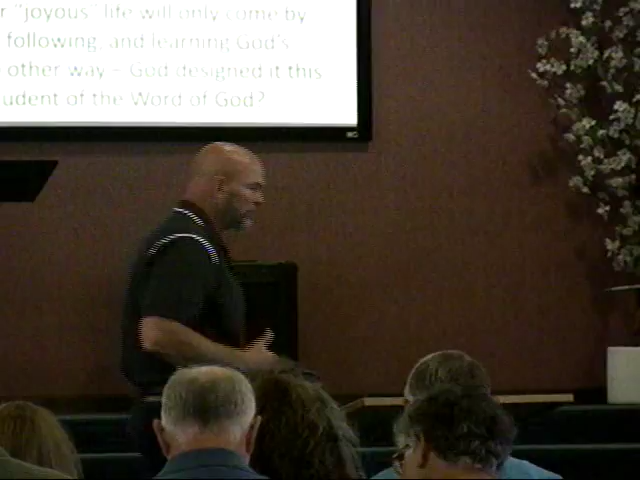 r "joyous" life will only come by
following, and learning God's
other way – God designed it this
udent of the Word of God?